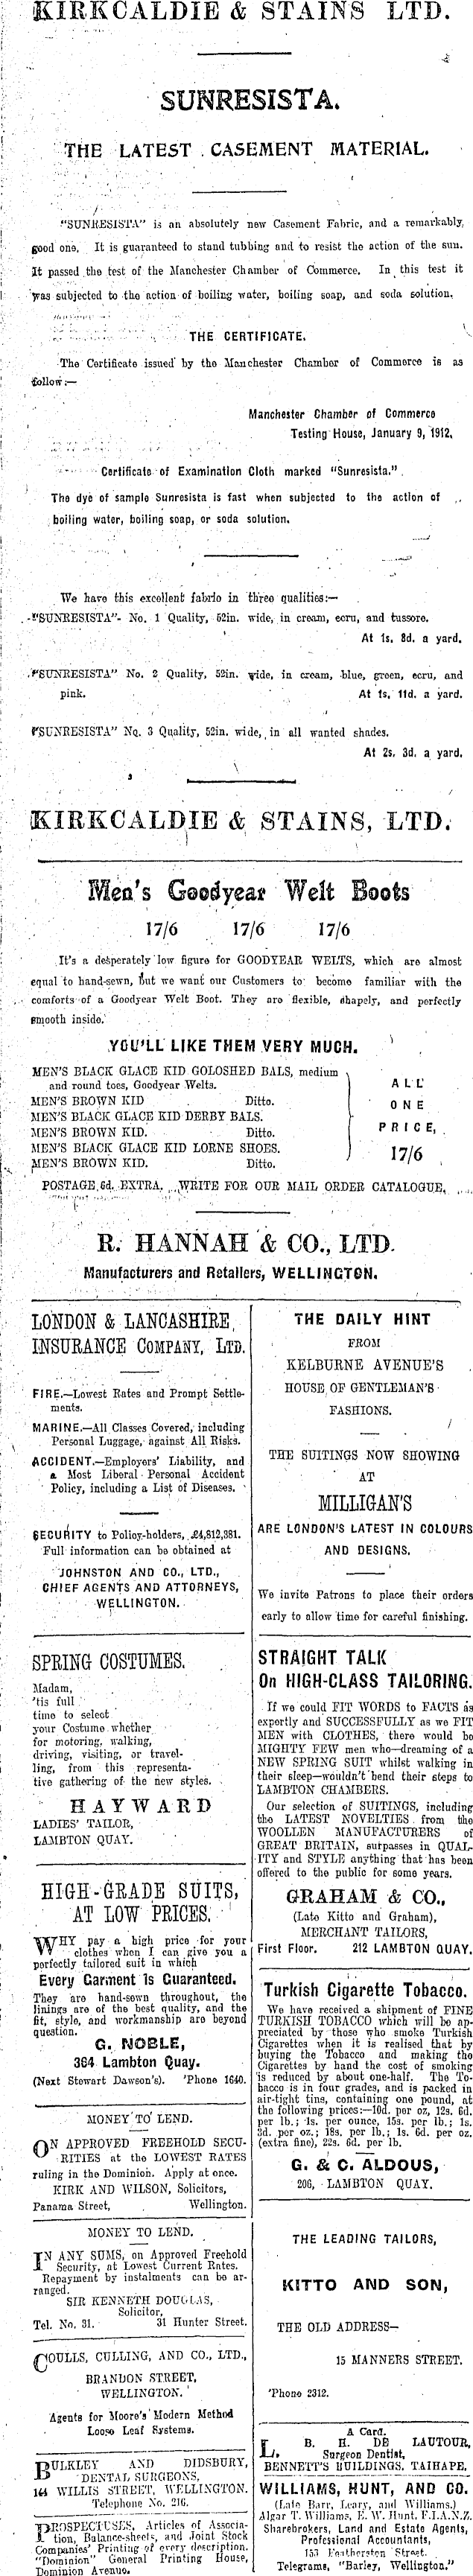 KIRKCALDIE & STAINS LTD.
SUNRESISTA.
THE LATEST CASEMENT MATERIAL.
"SUNRESISTA" is an absolutely new Casement Fabric, and a remarkably
good one. It is guaranteed to stand tubbing and to resist the action of the sun.
It passed the test of the Manchester Chamber of Commerce. In this test it
was subjected to the action of boiling water, boiling soap, and soda solution.
THE CERTIFICATE.
The Certificate issued by the Manchester Chamber of Commerce is as
follow:—
Manchester Chamber of Commerce
Testing House, January 9, 1912.
Certificate of Examination Cloth marked "Sunresista."
The dye of sample Sunresista is fast when subjected to the action of
boiling water, boiling soap, or soda solution.
We have this excellent fabric in three qualities:—
"SUNRESISTA" No. 1 Quality, 52in. wide, in cream, ecru, and tussore.
At 1s. 8d. a yard.
"SUNRESISTA" No. 2 Quality, 52in. wide, in cream, blue, green, ecru, and
pink. At 1s. 11d. a yard.
"SUNRESISTA" No. 3 Quality, 52in. wide, in all wanted shades.
At 2s. 3d. a yard.
KIRKCALDIE & STAINS, LTD.
Men's Goodyear Welt Boots
17/6 17/6 17/6
It's a desperately low figure for GOODYEAR WELTS, which are almost
equal to hand-sewn, but we want our Customers to become familiar with the
comforts of a Goodyear Welt Boot. They are flexible, shapely, and perfectly
smooth inside.
YOU'LL LIKE THEM VERY MUCH.
MEN'S BLACK GLACE KID GOLOSHED BALS, medium
and round toes, Goodyear Welts.
MEN'S BROWN KID Ditto.
MEN'S BLACK GLACE KID DERBY BALS.
MEN'S BROWN KID. Ditto.
MEN'S BLACK GLACE KID LORNE SHOES.
MEN'S BROWN KID. Ditto.
ALL
ONE
PRICE,
17/6
POSTAGE 6d. EXTRA. WRITE FOR OUR MAIL ORDER CATALOGUE.
R. HANNAH & CO., LTD.
Manufacturers and Retailers, WELLINGTON.
LONDON & LANCASHIRE
INSURANCE COMPANY, LTD.
FIRE.—Lowest Rates and Prompt Settle-
ments.
MARINE.—All Classes Covered, including
Personal Luggage, against All Risks.
ACCIDENT.—Employers' Liability, and
a Most Liberal Personal Accident
Policy, including a List of Diseases.
SECURITY to Policy-holders, £4,812,381.
Full information can be obtained at
JOHNSTON AND CO., LTD.,
CHIEF AGENTS AND ATTORNEYS,
WELLINGTON.
SPRING COSTUMES.
Madam,
'tis full
time to select
your Costume whether
for motoring, walking,
driving, visiting, or travel-
ling, from this representa-
tive gathering of the new styles.
HAYWARD
LADIES' TAILOR,
LAMBTON QUAY.
HIGH-GRADE SUITS,
AT LOW PRICES.
WHY pay a high price for your
clothes when I can give you a
perfectly tailored suit in which
Every Garment is Guaranteed.
They are hand-sewn throughout, the
linings are of the best quality, and the
fit, style, and workmanship are beyond
question.
G. NOBLE,
364 Lambton Quay.
(Next Stewart Dawson's). 'Phone 1640.
MONEY TO LEND.
ON APPROVED FREEHOLD SECU-
RITIES at the LOWEST RATES
ruling in the Dominion. Apply at once.
KIRK AND WILSON, Solicitors,
Panama Street, Wellington.
MONEY TO LEND.
IN ANY SUMS, on Approved Freehold
Security, at Lowest Current Rates.
Repayment by instalments can be ar-
ranged.
SIR KENNETH DOUGLAS,
Solicitor,
Tel. No. 31. 31 Hunter Street.
COULLS, CULLING, AND CO., LTD.,
BRANDON STREET,
WELLINGTON.
Agents for Moore's Modern Method
Loose Leaf Systems.
BULKLEY AND DIDSBURY,
DENTAL SURGEONS,
144 WILLIS STREET, WELLINGTON.
Telephone No. 216.
PROSPECTUSES, Articles of Associa-
tion, Balance-sheets, and Joint Stock
Companies' Printing of every description.
"Dominion" General Printing House,
Dominion Avenue.
THE DAILY HINT
FROM
KELBURNE AVENUE'S
HOUSE OF GENTLEMAN'S
FASHIONS.
THE SUITINGS NOW SHOWING
AT
MILLIGAN'S
ARE LONDON'S LATEST IN COLOURS
AND DESIGNS.
We invite Patrons to place their orders
early to allow time for careful finishing.
STRAIGHT TALK
On HIGH-CLASS TAILORING.
If we could FIT WORDS to FACTS as
expertly and SUCCESSFULLY as we FIT
MEN with CLOTHES, there would be
MIGHTY FEW men who—dreaming of a
NEW SPRING SUIT whilst walking in
their sleep—wouldn't bend their steps to
LAMBTON CHAMBERS.
Our selection of SUITINGS, including
the LATEST NOVELTIES from the
WOOLLEN MANUFACTURERS of
GREAT BRITAIN, surpasses in QUAL-
ITY and STYLE anything that has been
offered to the public for some years.
GRAHAM & CO.,
(Late Kitto and Graham),
MERCHANT TAILORS,
First Floor. 212 LAMBTON QUAY.
Turkish Cigarette Tobacco.
We have received a shipment of FINE
TURKISH TOBACCO which will be ap-
preciated by those who smoke Turkish
Cigarettes when it is realised that by
buying the Tobacco and making the
Cigarettes by hand the cost of smoking
is reduced by about one-half. The To-
bacco is in four grades, and is packed in
air-tight tins, containing one pound, at
the following prices:—10d. per oz, 12s. 6d.
per lb.; 1s. per ounce, 15s. per lb.; 1s.
3d. per oz.; 18s. per lb.; 1s. 6d. per oz.
(extra fine), 22s. 6d. per lb.
G. & C. ALDOUS,
206, LAMBTON QUAY.
THE LEADING TAILORS,
KITTO AND SON,
THE OLD ADDRESS—
15 MANNERS STREET.
'Phone 2312.
A Card.
L. B. H. DE LAUTOUR,
Surgeon Dentist,
BENNETT'S BUILDINGS, TAIHAPE.
WILLIAMS, HUNT, AND CO.
(Late Barr, Leary, and Williams.)
Algar T. Williams, E. W. Hunt, F.I.A.N.Z.
Sharebrokers, Land and Estate Agents,
Professional Accountants,
153 Featherston Street.
Telegrams, "Barley, Wellington."